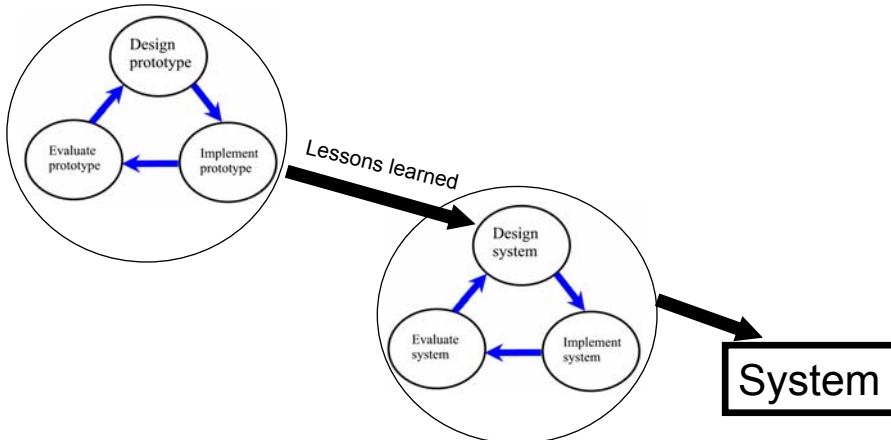 Design
prototype
Evaluate
prototype
Implement
prototype
Lessons learned
Design
system
Evaluate
system
Implement
system
System